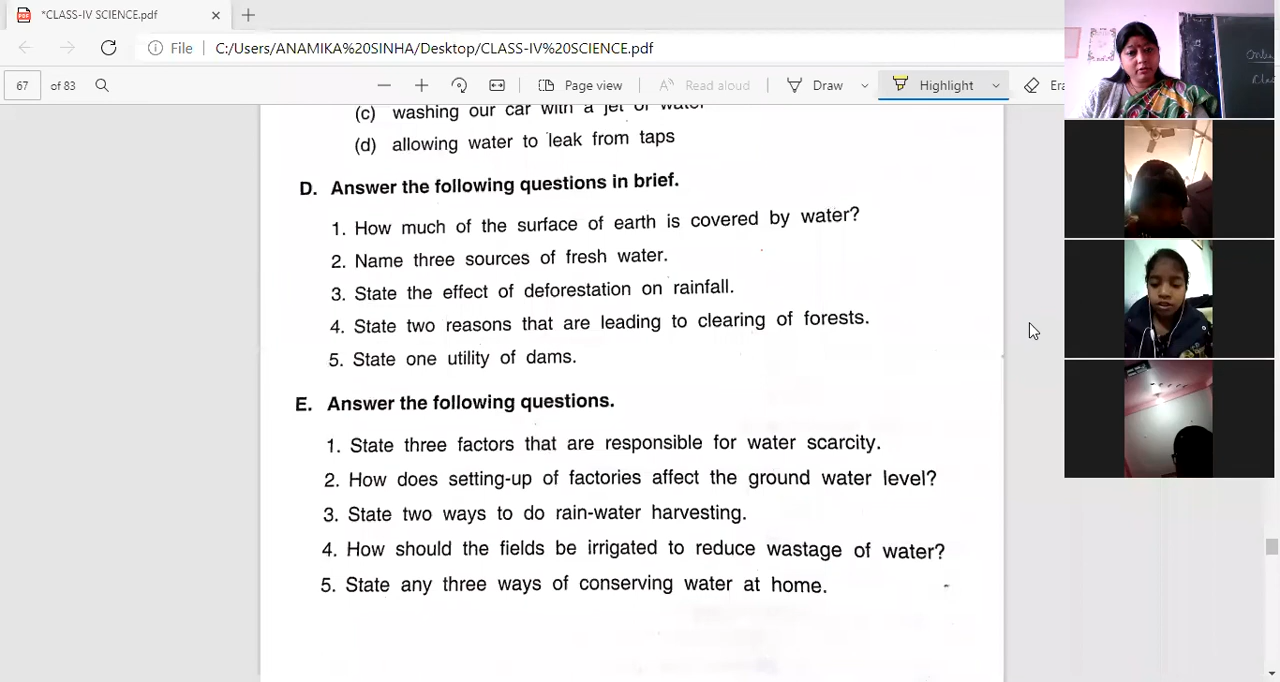 *CLASS-IV SCIENCE.pdf
File C:/Users/ANAMIKA%20SINHA/Desktop/CLASS-IV%20SCIENCE.pdf
67 of 83 Page view Read aloud Draw Highlight
(c) washing our car with a jet of water
(d) allowing water to leak from taps
D. Answer the following questions in brief.
1. How much of the surface of earth is covered by water?
2. Name three sources of fresh water.
3. State the effect of deforestation on rainfall.
4. State two reasons that are leading to clearing of forests.
5. State one utility of dams.
E. Answer the following questions.
1. State three factors that are responsible for water scarcity.
2. How does setting-up of factories affect the ground water level?
3. State two ways to do rain-water harvesting.
4. How should the fields be irrigated to reduce wastage of water?
5. State any three ways of conserving water at home.